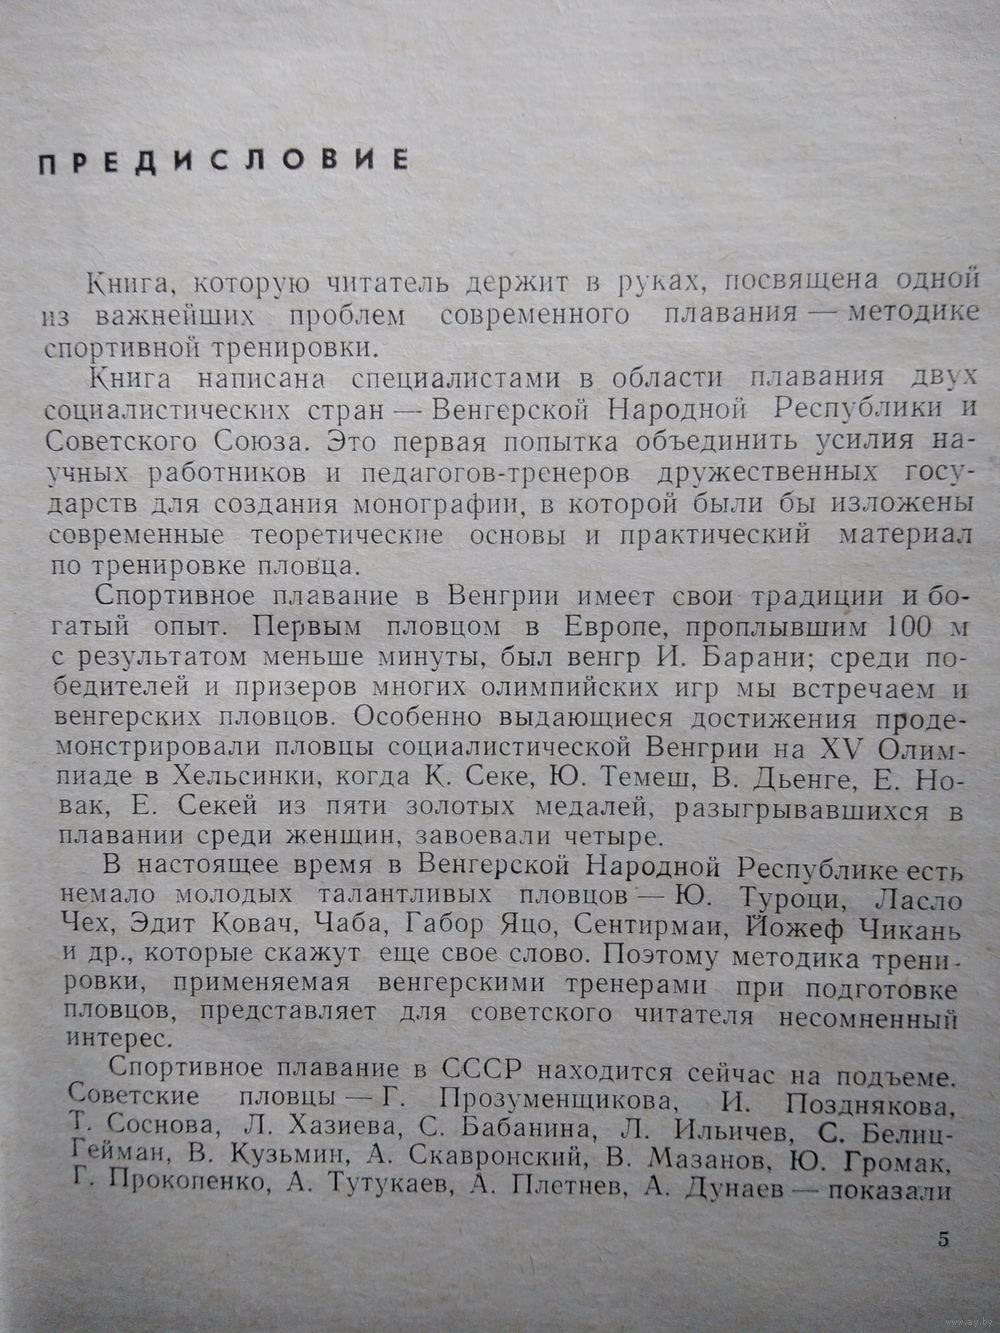 ПРЕДИСЛОВИЕ
Книга, которую читатель держит в руках, посвящена одной
из важнейших проблем современного плавания — методике
спортивной тренировки.
Книга написана специалистами в области плавания двух
социалистических стран — Венгерской Народной Республики и
Советского Союза. Это первая попытка объединить усилия на-
учных работников и педагогов-тренеров дружественных госу-
дарств для создания монографии, в которой были бы изложены
современные теоретические основы и практический материал
по тренировке пловца.
Спортивное плавание в Венгрии имеет свои традиции и бо-
гатый опыт. Первым пловцом в Европе, проплывшим 100 м
с результатом меньше минуты, был венгр И. Барани; среди по-
бедителей и призеров многих олимпийских игр мы встречаем и
венгерских пловцов. Особенно выдающиеся достижения проде-
монстрировали пловцы социалистической Венгрии на XV Олим-
пиаде в Хельсинки, когда К. Секе, Ю. Темеш, В. Дьенге, Е. Но-
вак, Е. Секей из пяти золотых медалей, разыгрывавшихся в
плавании среди женщин, завоевали четыре.
В настоящее время в Венгерской Народной Республике есть
немало молодых талантливых пловцов — Ю. Туроци, Ласло
Чех, Эдит Ковач, Чаба, Габор Яцо, Сентирмаи, Йожеф Чикань
и др., которые скажут еще свое слово. Поэтому методика трени-
ровки, применяемая венгерскими тренерами при подготовке
пловцов, представляет для советского читателя несомненный
интерес.
Спортивное плавание в СССР находится сейчас на подъеме.
Советские пловцы — Г. Прозуменщикова, И. Позднякова,
Т. Соснова, Л. Хазиева, С. Бабанина, Л. Ильичев, С. Белиц-
Гейман, В. Кузьмин, А. Скавронский, В. Мазанов, Ю. Громак,
Г. Прокопенко, А. Тутукаев, А. Плетнев, А. Дунаев — показали
5
www.ay.by